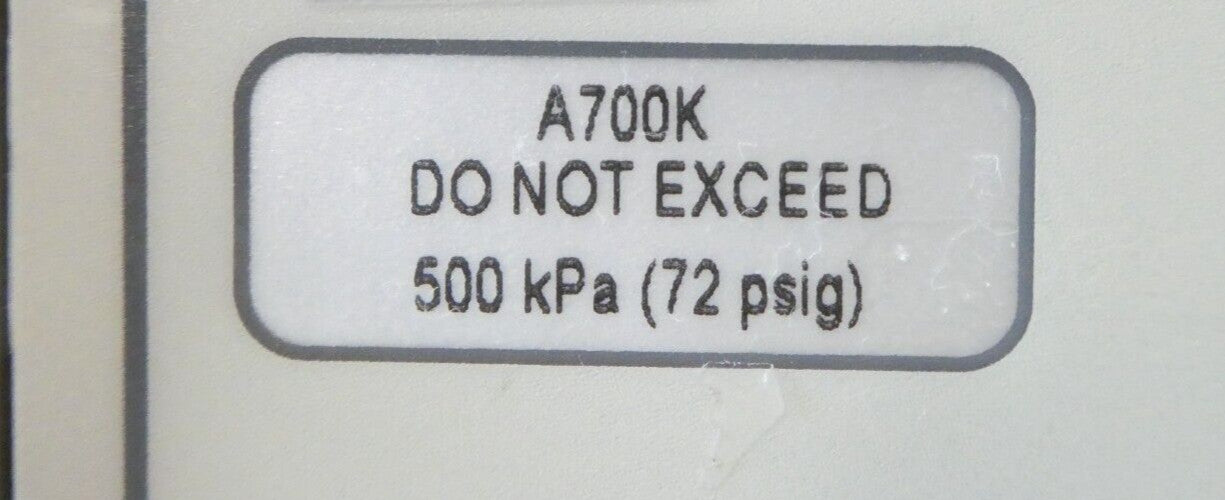 A700K
DO NOT EXCEED
500 kPa (72 psig)